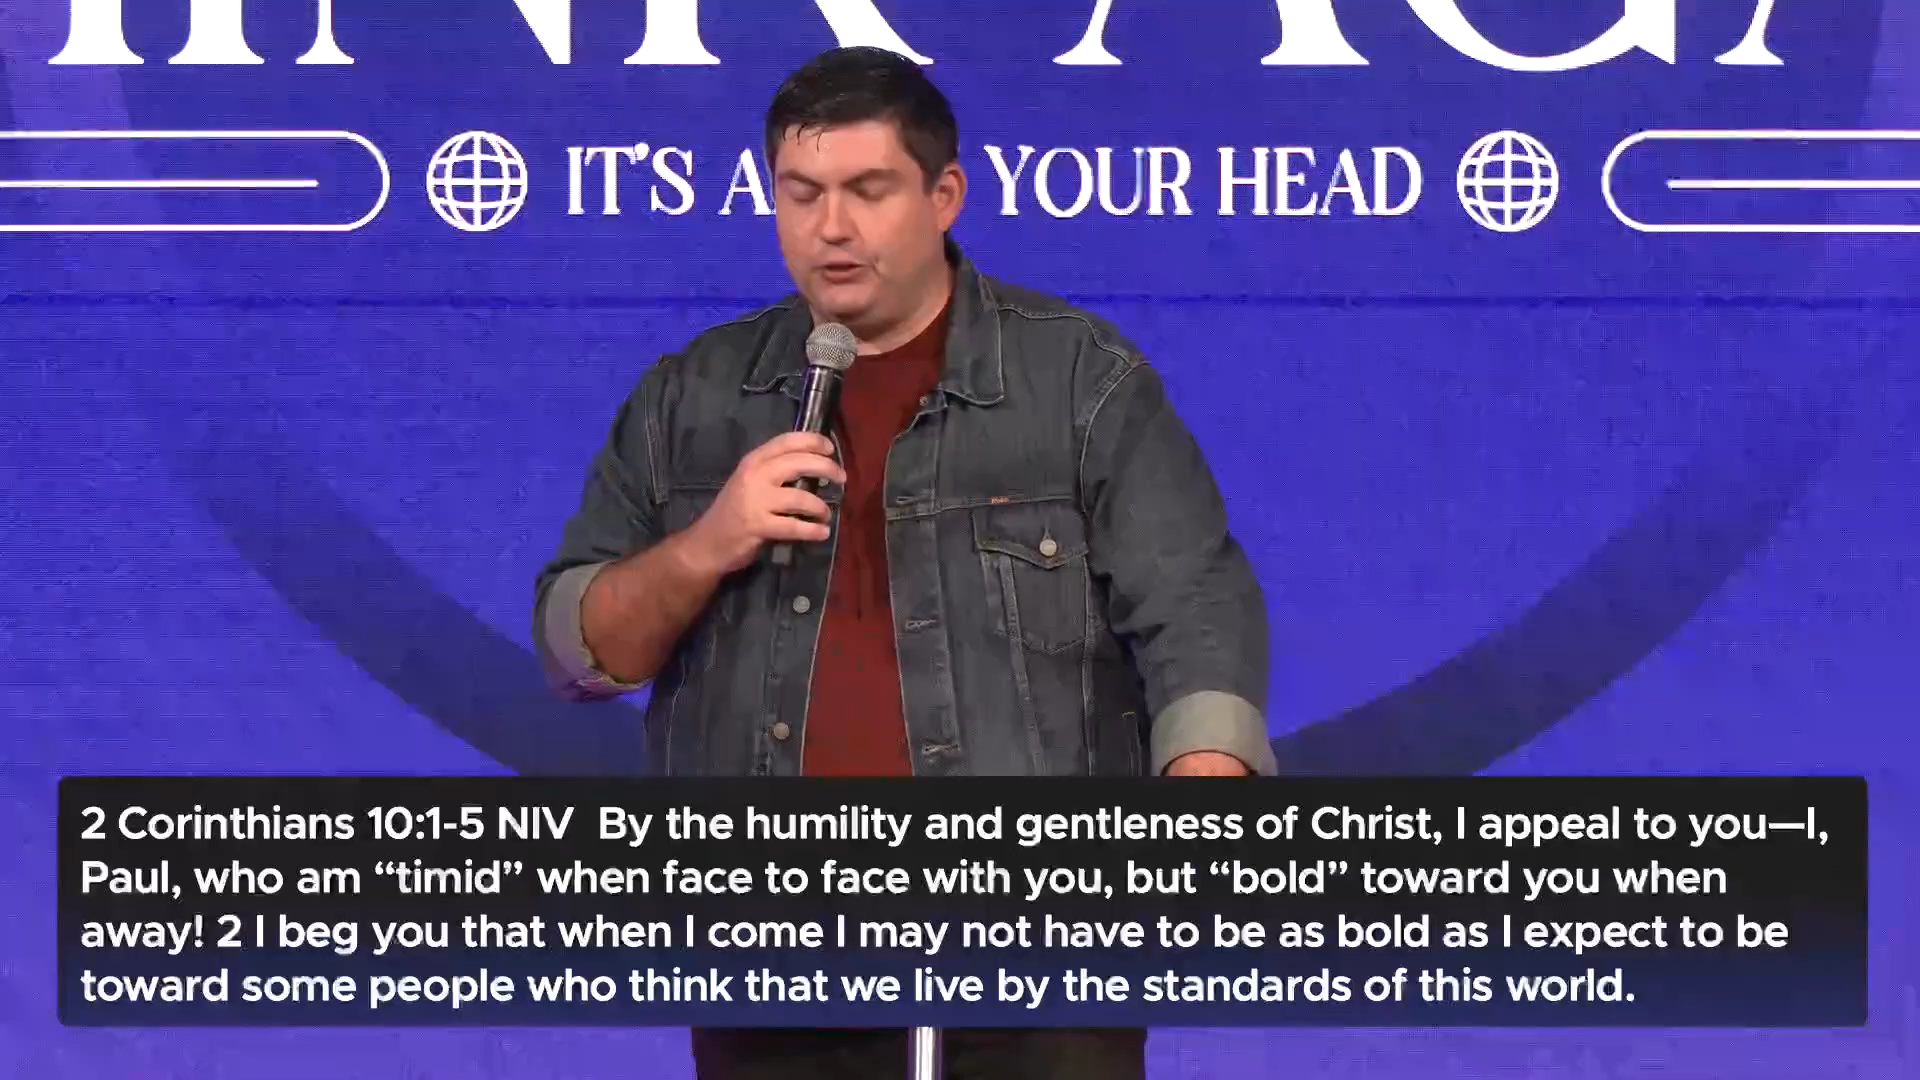 IT'S A YOUR HEAD
2 Corinthians 10:1-5 NIV By the humility and gentleness of Christ, I appeal to you—I,
Paul, who am “timid” when face to face with you, but “bold” toward you when
away! 2 I beg you that when I come I may not have to be as bold as I expect to be
toward some people who think that we live by the standards of this world.